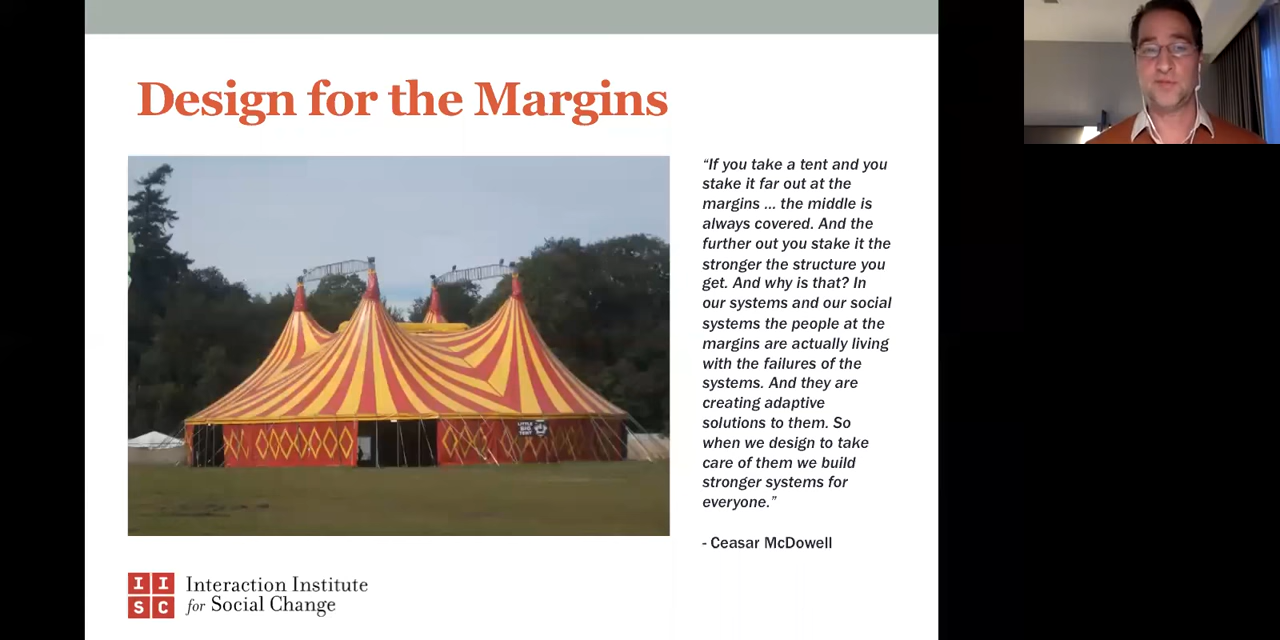 Design for the Margins
“If you take a tent and you
stake it far out at the
margins ... the middle is
always covered. And the
further out you stake it the
stronger the structure you
get. And why is that? In
our systems and our social
systems the people at the
margins are actually living
with the failures of the
systems. And they are
creating adaptive
solutions to them. So
when we design to take
care of them we build
stronger systems for
everyone.”
- Ceasar McDowell
LITTLE
BIG
TENT
I I
S C
Interaction Institute
for Social Change